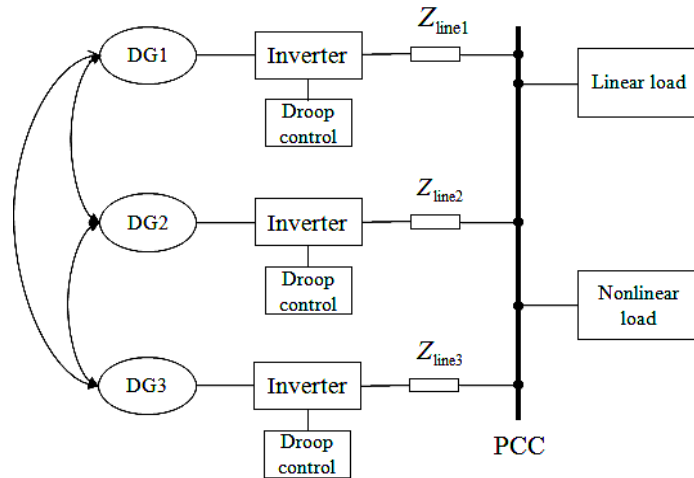 Zline1
DG1
Inverter
Linear load
Droop
control
Zline2
DG2
Inverter
Droop
control
Nonlinear
load
Zline3
DG3
Inverter
Droop
control
PCC